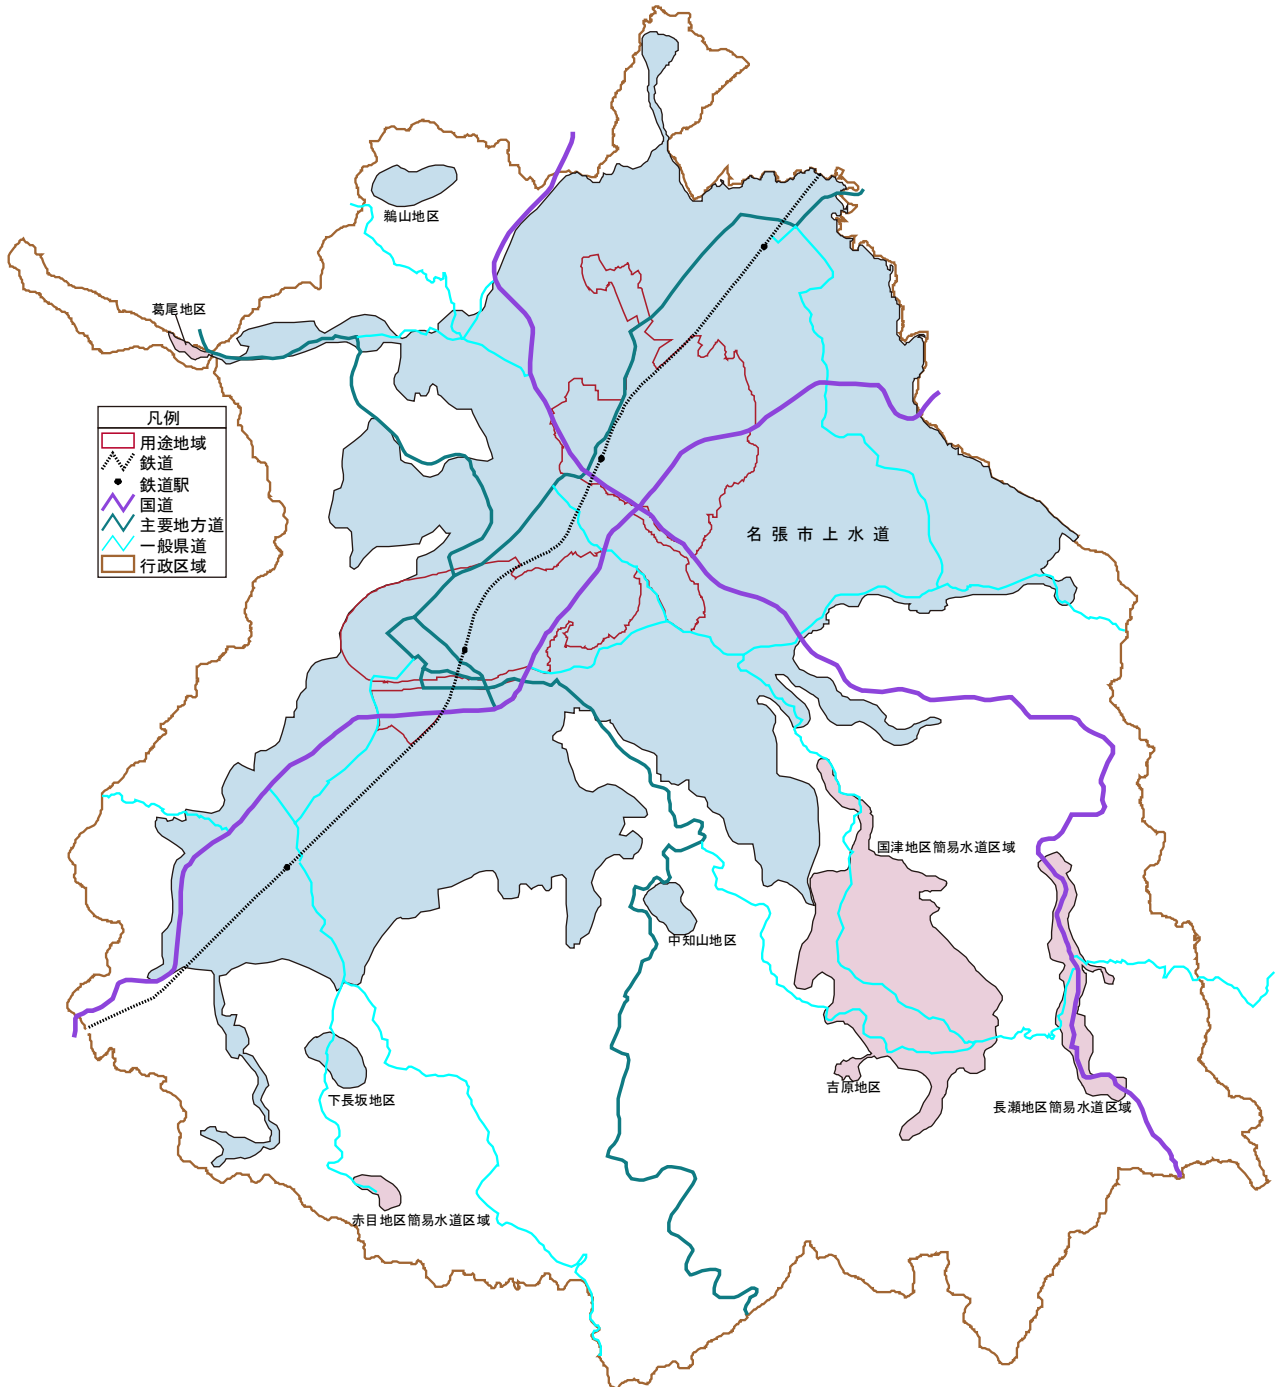 鵜山地区
葛尾地区
凡例
用途地域
鉄道
鉄道駅
国道
主要地方道
一般県道
行政区域
名張市上水道
国津地区簡易水道区域
中知山地区
吉原地区
下長坂地区
長瀬地区簡易水道区域
赤目地区簡易水道区域